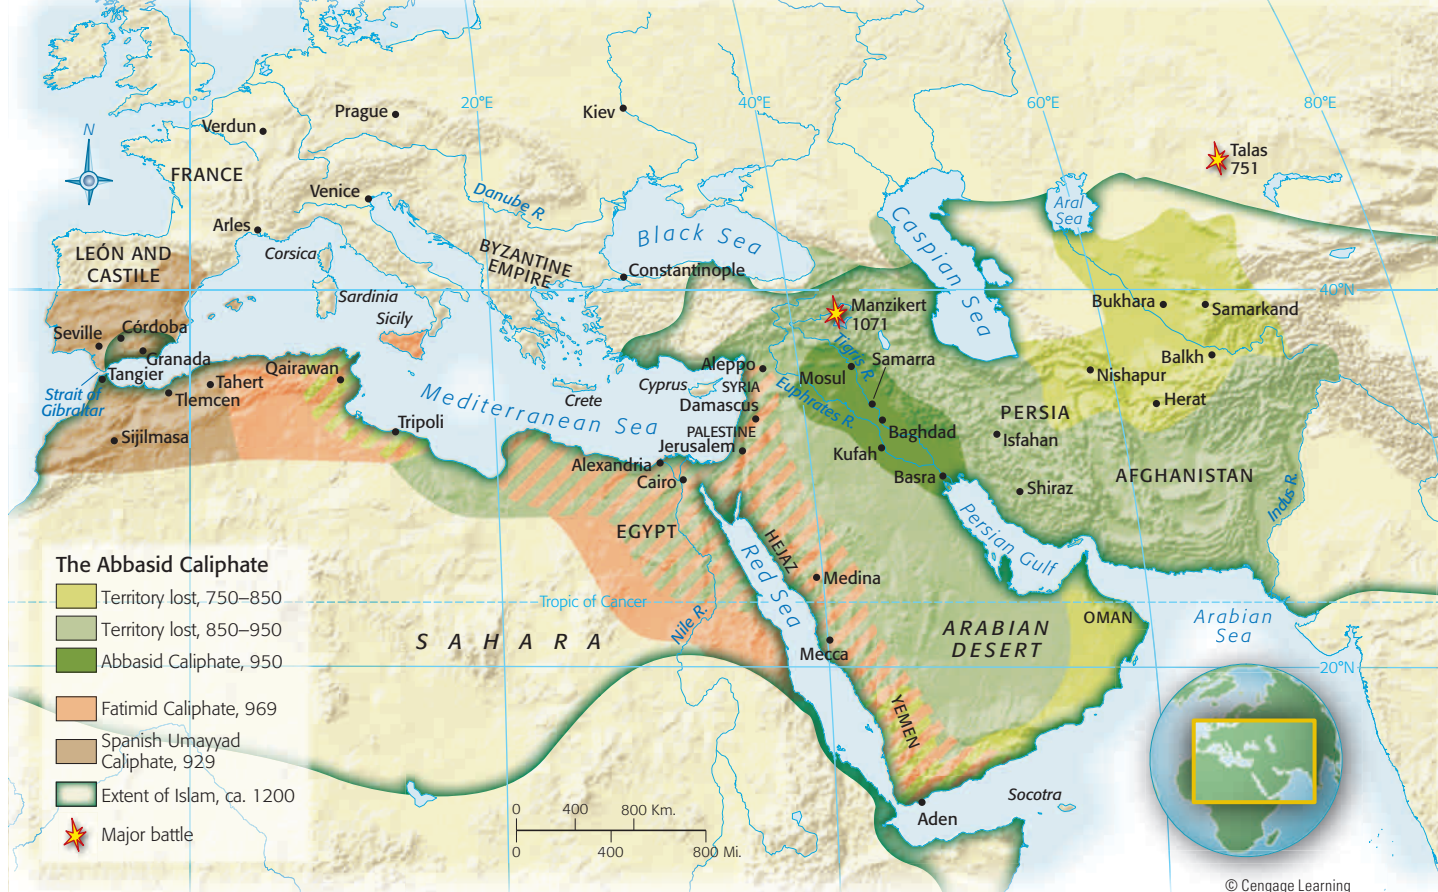 0°
20°E
40°E
60°E
80°E
Prague
Kiev
Verdun
Talas
751
N
FRANCE
Venice
Danube R.
Aral
Sea
Arles
Corsica
Black Sea
Caspian Sea
LEÓN AND
CASTILE
BYZANTINE
EMPIRE
Constantinople
Sardinia
Sicily
Manzikert
1071
Bukhara
Samarkand
40°N
Seville
Córdoba
Granada
Tangier
Strait of
Gibraltar
Qairawan
Tahert
Tlemcen
Sijilmasa
Tripoli
Mediterranean Sea
Crete
Cyprus
Aleppo
SYRIA
Damascus
PALESTINE
Jerusalem
Mosul
Tigris R.
Samarra
Euphrates R.
Baghdad
Kufah
Basra
Balkh
Nishapur
Herat
PERSIA
Isfahan
AFGHANISTAN
Shiraz
Indus R.
Alexandria
Cairo
EGYPT
HEJAZ
Red Sea
Persian Gulf
Medina
Tropic of Cancer
Nile R.
SAHARA
Mecca
ARABIAN
DESERT
OMAN
Arabian
Sea
20°N
YEMEN
Aden
Socotra
The Abbasid Caliphate
Territory lost, 750–850
Territory lost, 850–950
Abbasid Caliphate, 950
Fatimid Caliphate, 969
Spanish Umayyad
Caliphate, 929
Extent of Islam, ca. 1200
Major battle
0 400 800 Km.
0 400 800 Mi.
© Cengage Learning